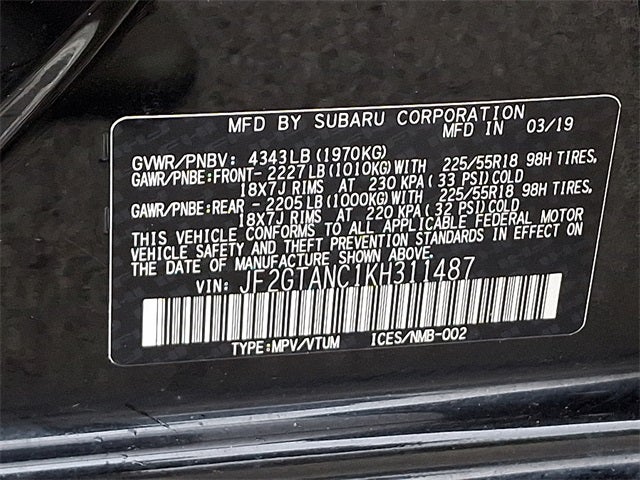 MFD BY SUBARU CORPORATION
MFD IN 03/19
GVWR/PNBV: 4343LB(1970KG)
GAWR/PNBE:FRONT-2227LB(1010KG)WITH 225/55R18 98H TIRES,
18X7J RIMS AT 230 KPA(33 PSI)COLD
GAWR/PNBE:REAR -2205LB(1000KG)WITH 225/55R18 98H TIRES,
18X7J RIMS AT 220 KPA(32 PSI)COLD
THIS VEHICLE CONFORMS TO ALL APPLICABLE FEDERAL MOTOR
VEHICLE SAFETY AND THEFT PREVENTION STANDARDS IN EFFECT ON
THE DATE OF MANUFACTURE SHOWN ABOVE.
VIN: JF2GTANC1KH311487
TYPE:MPV/VTUM ICES/NMB-002